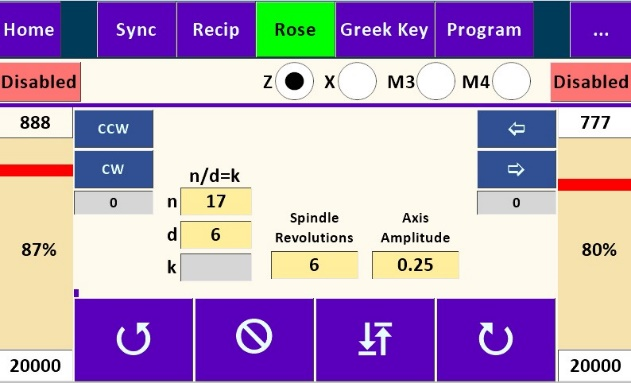 Home Sync Recip Rose Greek Key Program ...
Disabled Z X M3 M4 Disabled
888 CCW 777
CW
n/d=k
0 n 17 0
Spindle Axis
d 6 Revolutions Amplitude
87% k 6 0.25 80%
20000 20000